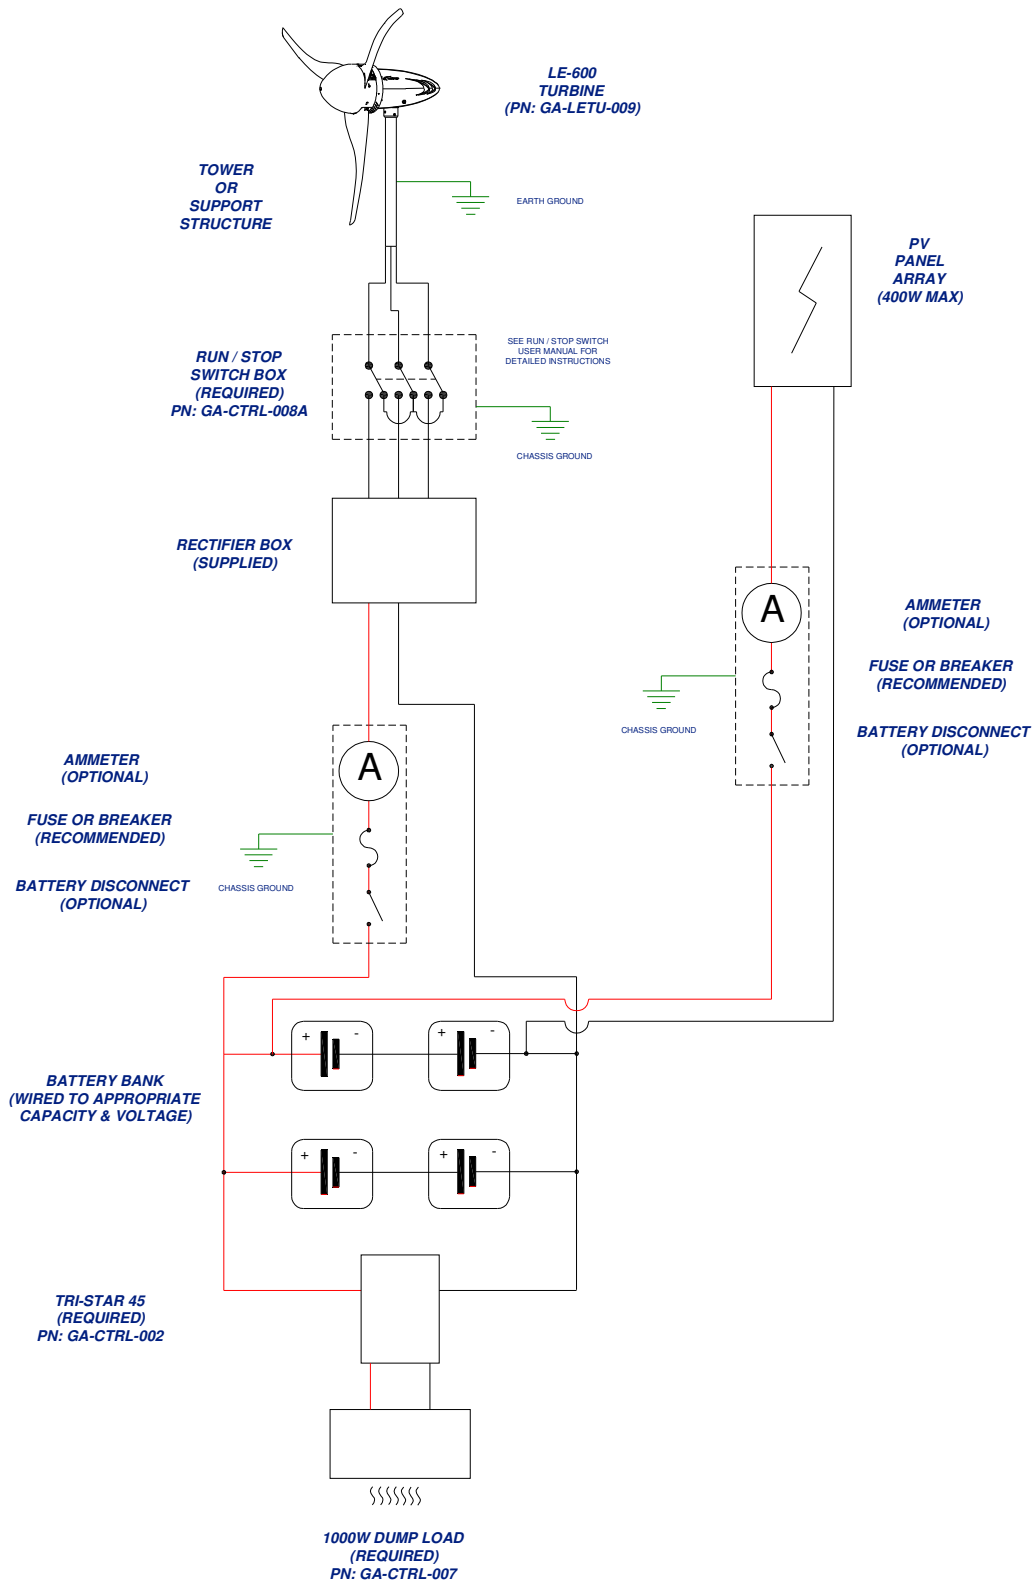 LE-600
TURBINE
(PN: GA-LETU-009)
TOWER
OR
SUPPORT
STRUCTURE
EARTH GROUND
PV
PANEL
ARRAY
(400W MAX)
SEE RUN / STOP SWITCH
USER MANUAL FOR
DETAILED INSTRUCTIONS
RUN / STOP
SWITCH BOX
(REQUIRED)
PN: GA-CTRL-008A
CHASSIS GROUND
RECTIFIER BOX
(SUPPLIED)
A
AMMETER
(OPTIONAL)
FUSE OR BREAKER
(RECOMMENDED)
CHASSIS GROUND
BATTERY DISCONNECT
(OPTIONAL)
A
AMMETER
(OPTIONAL)
FUSE OR BREAKER
(RECOMMENDED)
BATTERY DISCONNECT
(OPTIONAL)
CHASSIS GROUND
+ -
+ -
BATTERY BANK
(WIRED TO APPROPRIATE
CAPACITY & VOLTAGE)
+ -
+ -
TRI-STAR 45
(REQUIRED)
PN: GA-CTRL-002
1000W DUMP LOAD
(REQUIRED)
PN: GA-CTRL-007